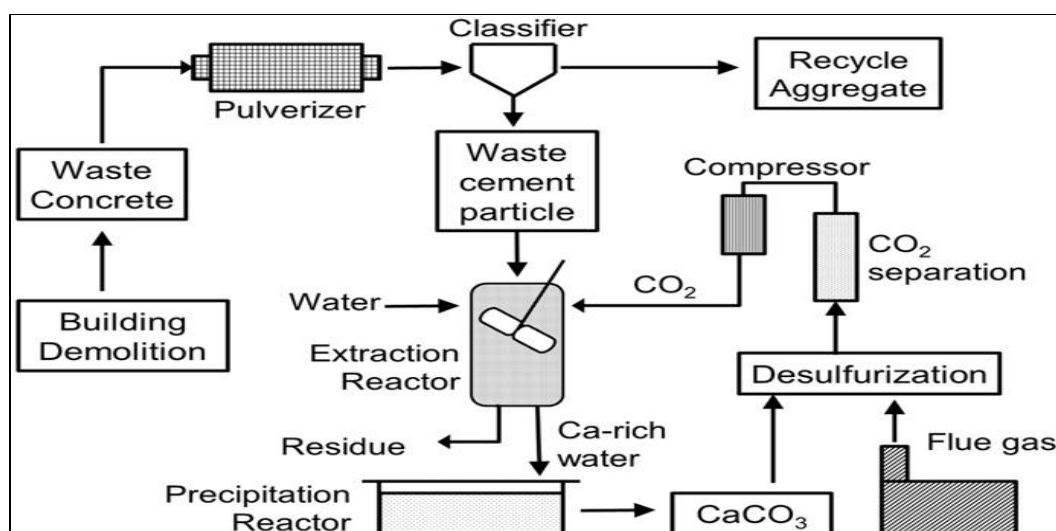 Classifier
Pulverizer
Recycle
Aggregate
Waste
Concrete
Waste
cement
particle
Compressor
CO₂
separation
CO₂
Water
Building
Demolition
Extraction
Reactor
Desulfurization
Residue
Ca-rich
water
Flue gas
Precipitation
Reactor
CaCO₃